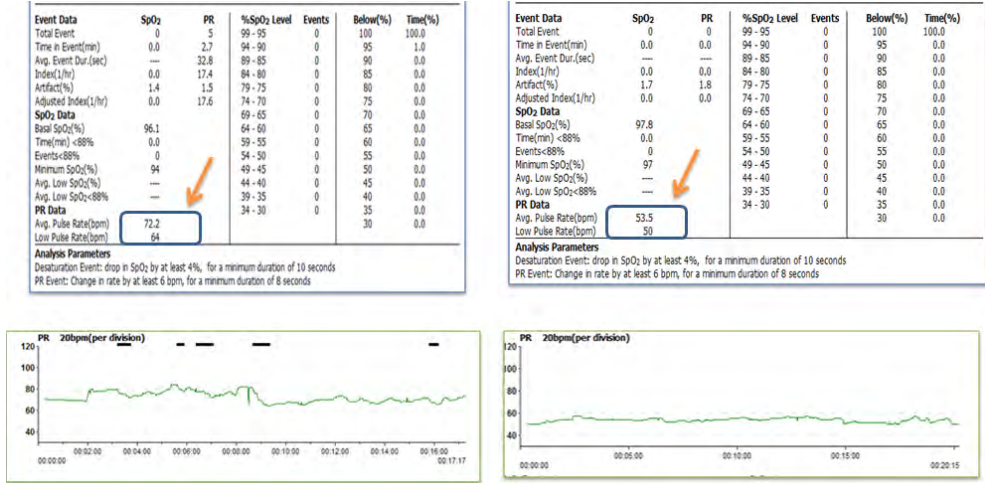 Event Data SpO2 PR %SpO2 Level Events Below(%) Time(%)
Total Event 0 5 99 - 95 0 100 100.0
Time in Event(min) 0.0 2.7 94 - 90 0 95 1.0
Avg. Event Dur.(sec) ---- 32.8 89 - 85 0 90 0.0
Index(1/hr) 0.0 17.4 84 - 80 0 85 0.0
Artifact(%) 1.4 1.5 79 - 75 0 80 0.0
Adjusted Index(1/hr) 0.0 17.6 74 - 70 0 75 0.0
SpO2 Data 69 - 65 0 70 0.0
Basal SpO2(%) 96.1 64 - 60 0 65 0.0
Time(min) <88% 0.0 59 - 55 0 60 0.0
Events<88% 0 54 - 50 0 55 0.0
Minimum SpO2(%) 94 49 - 45 0 50 0.0
Avg. Low SpO2(%) ---- 44 - 40 0 45 0.0
Avg. Low SpO2<88% ---- 39 - 35 0 40 0.0
PR Data 34 - 30 0 35 0.0
Avg. Pulse Rate(bpm) 72.2 30 0.0
Low Pulse Rate(bpm) 64
Analysis Parameters
Desaturation Event: drop in SpO2 by at least 4%, for a minimum duration of 10 seconds
PR Event: Change in rate by at least 6 bpm, for a minimum duration of 8 seconds
Event Data SpO2 PR %SpO2 Level Events Below(%) Time(%)
Total Event 0 0 99 - 95 0 100 100.0
Time in Event(min) 0.0 0.0 94 - 90 0 95 0.0
Avg. Event Dur.(sec) ---- ---- 89 - 85 0 90 0.0
Index(1/hr) 0.0 0.0 84 - 80 0 85 0.0
Artifact(%) 1.7 1.8 79 - 75 0 80 0.0
Adjusted Index(1/hr) 0.0 0.0 74 - 70 0 75 0.0
SpO2 Data 69 - 65 0 70 0.0
Basal SpO2(%) 97.8 64 - 60 0 65 0.0
Time(min) <88% 0.0 59 - 55 0 60 0.0
Events<88% 0 54 - 50 0 55 0.0
Minimum SpO2(%) 97 49 - 45 0 50 0.0
Avg. Low SpO2(%) ---- 44 - 40 0 45 0.0
Avg. Low SpO2<88% ---- 39 - 35 0 40 0.0
PR Data 34 - 30 0 35 0.0
Avg. Pulse Rate(bpm) 53.5 30 0.0
Low Pulse Rate(bpm) 50
Analysis Parameters
Desaturation Event: drop in SpO2 by at least 4%, for a minimum duration of 10 seconds
PR Event: Change in rate by at least 6 bpm, for a minimum duration of 8 seconds
PR 20bpm(per division)
120
100
80
60
40
00:02:00 00:04:00 00:06:00 00:08:00 00:10:00 00:12:00 00:14:00 00:16:00
00:00:00 00:17:17
PR 20bpm(per division)
120
100
80
60
40
00:05:00 00:10:00 00:15:00
00:00:00 00:20:15